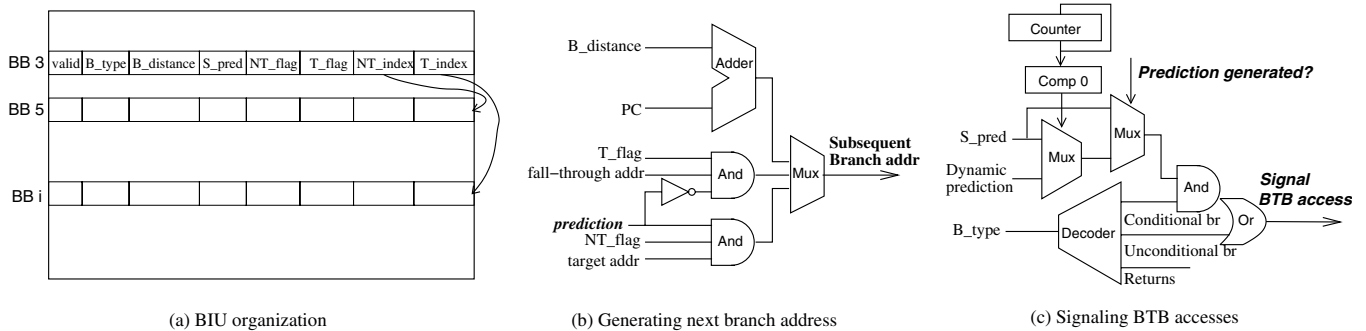 BB 3 valid B_type B_distance S_pred NT_flag T_flag NT_index T_index
BB 5
BB i
(a) BIU organization
B_distance
Adder
PC
T_flag
fall−through addr
And
Mux
Subsequent
Branch addr
prediction
NT_flag
And
target addr
(b) Generating next branch address
Counter
Comp 0
Prediction generated?
S_pred
Mux
Mux
Dynamic
prediction
And
Signal
BTB access
Or
Conditional br
B_type
Decoder
Unconditional br
Returns
(c) Signaling BTB accesses